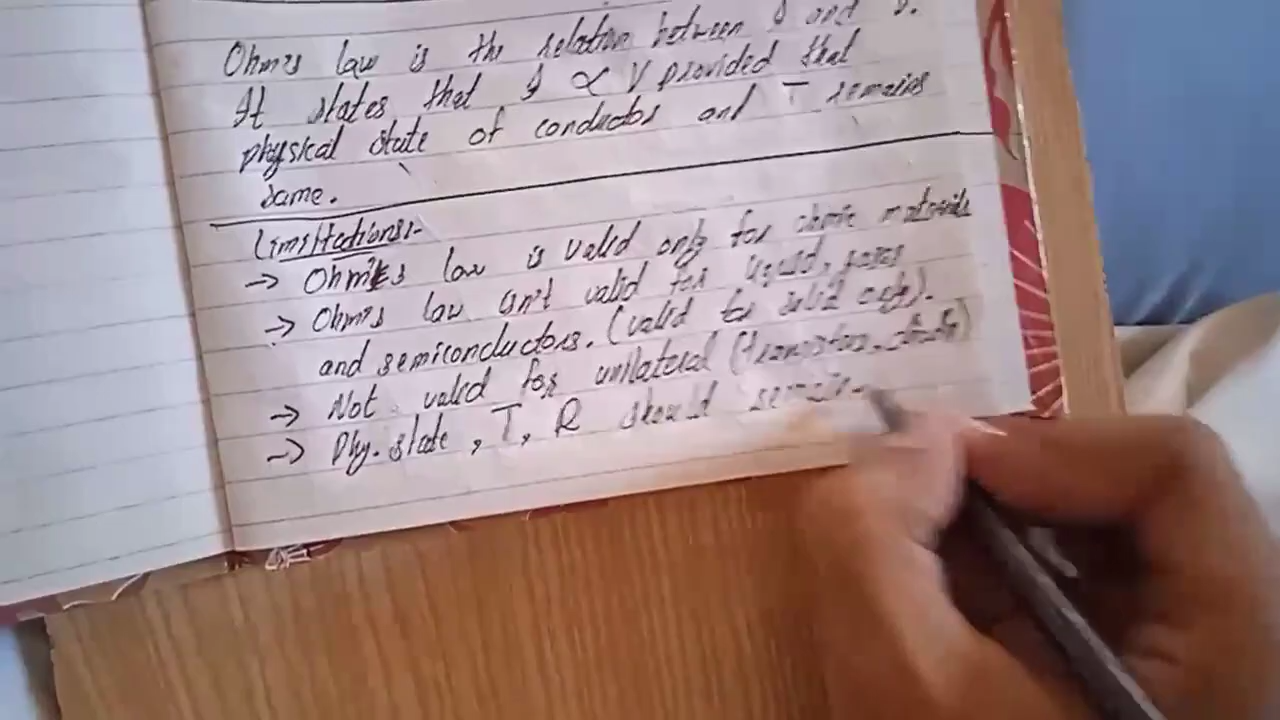 Ohm's law is the relation between I and V.
It states that I ∝ V provided that
physical state of conductor and T remains
same.
Limitations:-
→ Ohm's law is valid only for ohmic materials
→ Ohm's law isn't valid for liquid, gases
and semiconductors. (valid for solid only).
→ Not valid for unilateral (transistor,
→ Phy. state, T, R should